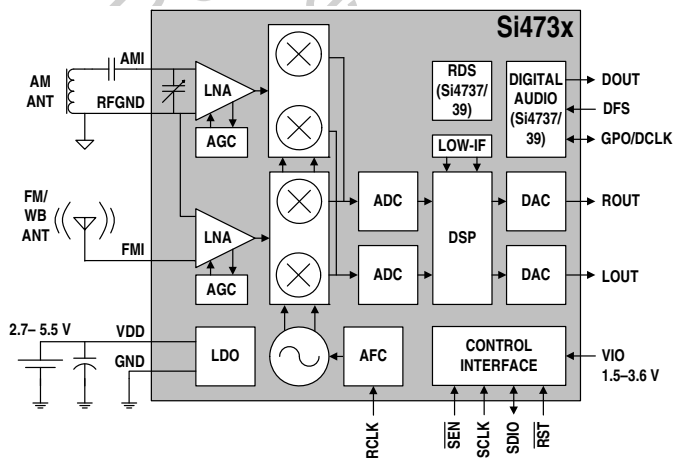 Si473x
AM
ANT
AMI
RFGND
LNA
AGC
RDS
(Si4737/
39)
DIGITAL
AUDIO
(Si4737/
39)
DOUT
DFS
GPO/DCLK
LOW-IF
FM/
WB
ANT
FMI
LNA
AGC
ADC
ADC
DSP
DAC
DAC
ROUT
LOUT
2.7– 5.5 V
VDD
GND
LDO
AFC
CONTROL
INTERFACE
VIO
1.5–3.6 V
RCLK
SEN
SCLK
SDIO
RST